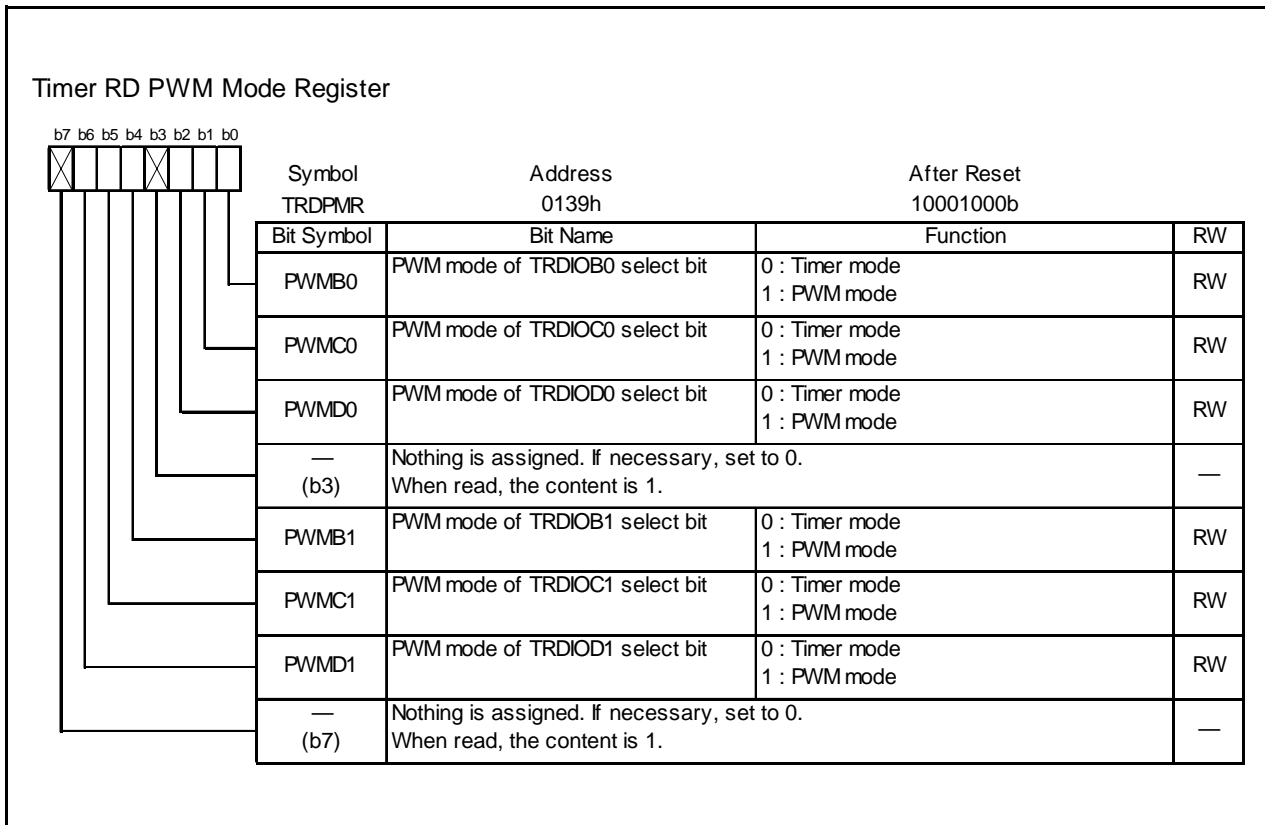 Timer RD PWM Mode Register
b7 b6 b5 b4 b3 b2 b1 b0
Symbol Address After Reset
TRDPMR 0139h 10001000b
Bit Symbol Bit Name Function RW
PWMB0 PWM mode of TRDIOB0 select bit 0 : Timer mode
1 : PWM mode RW
PWMC0 PWM mode of TRDIOC0 select bit 0 : Timer mode
1 : PWM mode RW
PWMD0 PWM mode of TRDIOD0 select bit 0 : Timer mode
1 : PWM mode RW
— Nothing is assigned. If necessary, set to 0.
(b3) When read, the content is 1. —
PWMB1 PWM mode of TRDIOB1 select bit 0 : Timer mode
1 : PWM mode RW
PWMC1 PWM mode of TRDIOC1 select bit 0 : Timer mode
1 : PWM mode RW
PWMD1 PWM mode of TRDIOD1 select bit 0 : Timer mode
1 : PWM mode RW
— Nothing is assigned. If necessary, set to 0.
(b7) When read, the content is 1. —